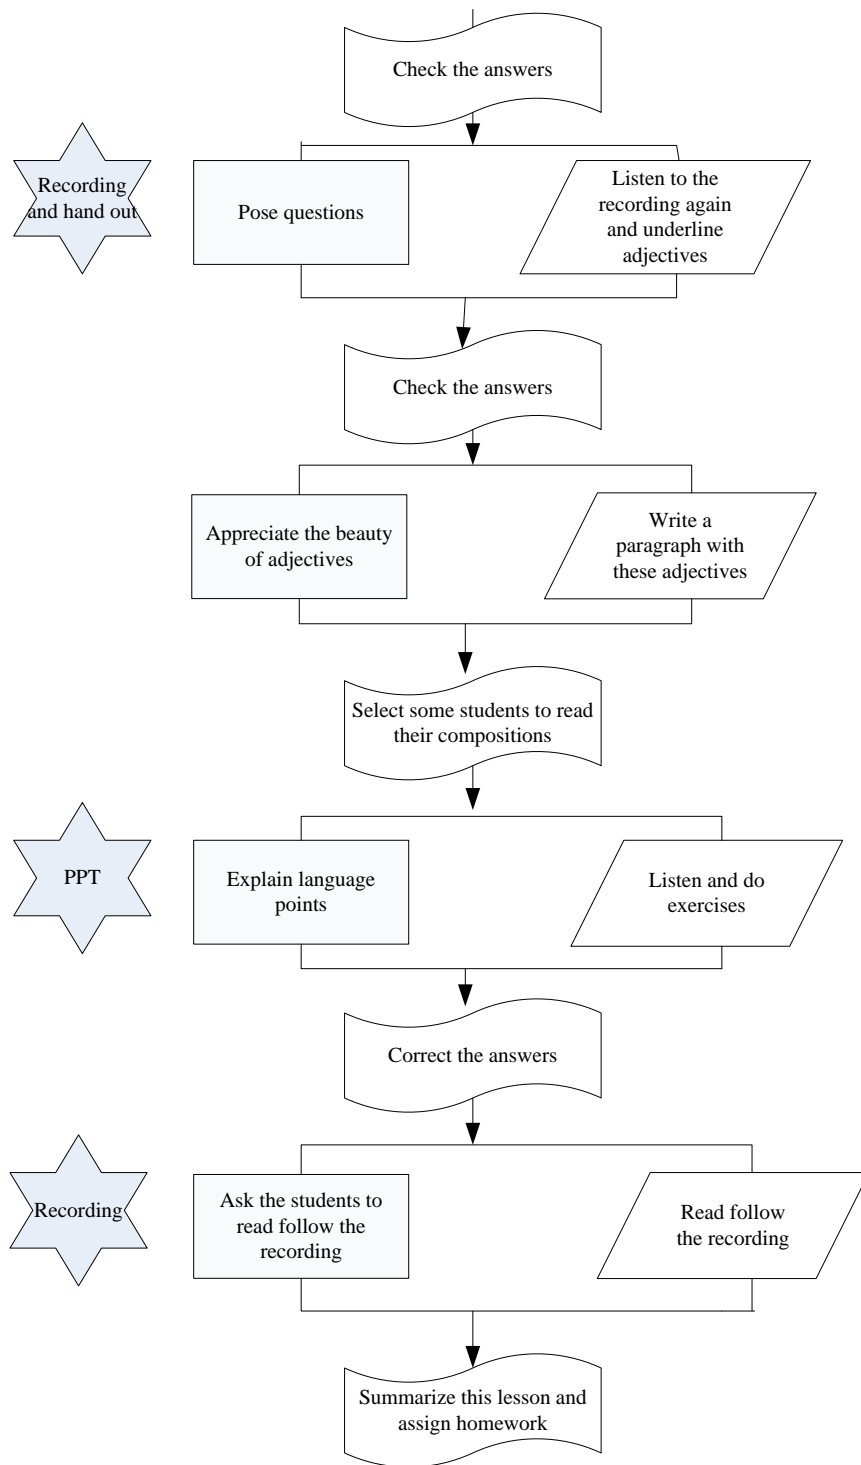 Check the answers
Recording
and hand out
Pose questions
Listen to the
recording again
and underline
adjectives
Check the answers
Appreciate the beauty
of adjectives
Write a
paragraph with
these adjectives
Select some students to read
their compositions
PPT
Explain language
points
Listen and do
exercises
Correct the answers
Recording
Ask the students to
read follow the
recording
Read follow
the recording
Summarize this lesson and
assign homework